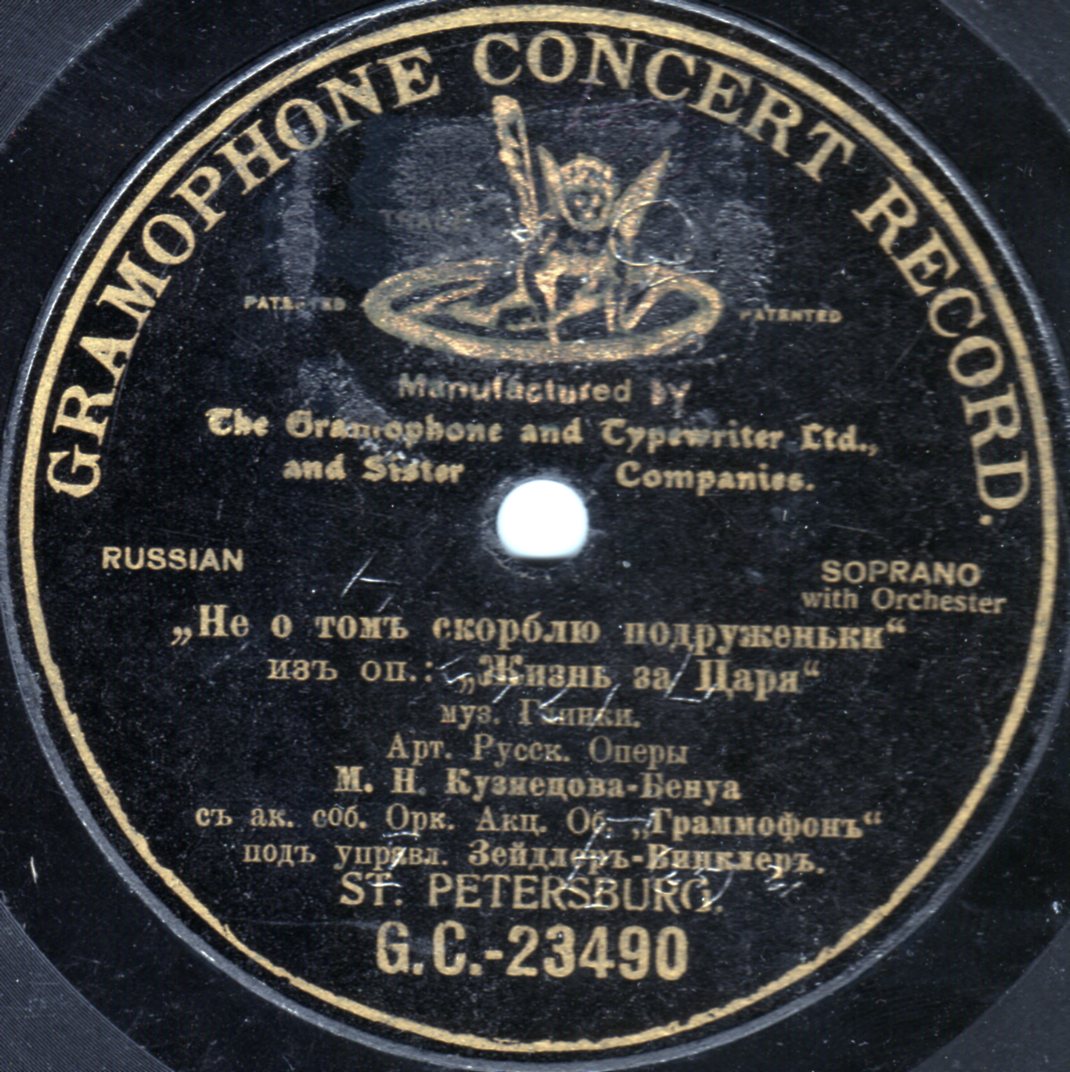 GRAMOPHONE CONCERT RECORD.
TRADE
PATENTED PATENTED
Manufactured by
The Gramophone and Typewriter Ltd.,
and Sister Companies.
RUSSIAN
SOPRANO
with Orchester
„Не о томъ скорблю подруженьки“
изъ оп.: „Жизнь за Царя“
муз. Глинки.
Арт. Русск. Оперы
М. Н. Кузнецова-Бенуа
съ ак. соб. Орк. Акц. Об. „Граммофонъ“
подъ управл. Зейдлеръ-Винклеръ.
ST. PETERSBURG.
G.C.-23490